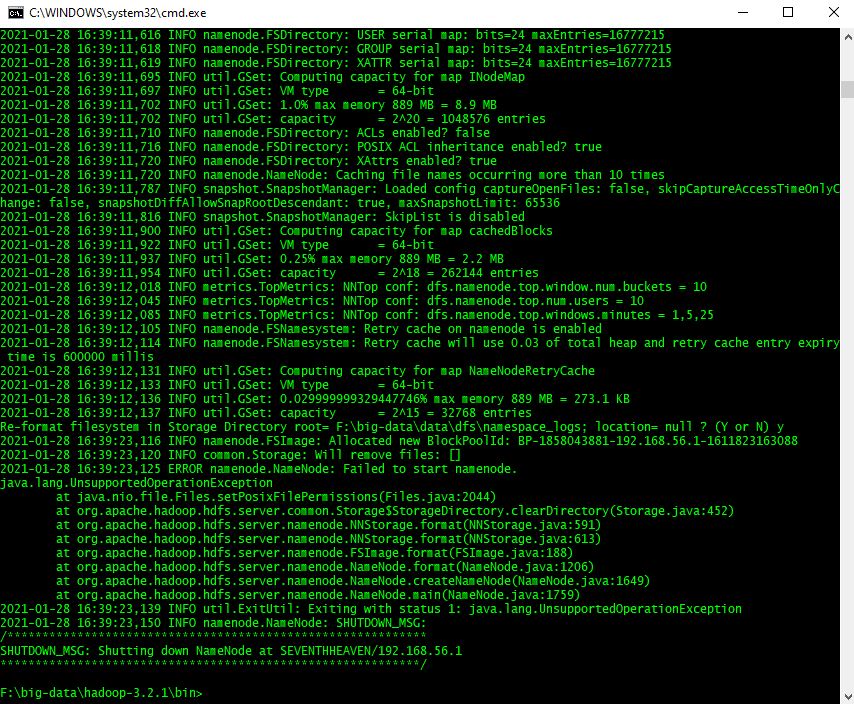 C:\WINDOWS\system32\cmd.exe
2021-01-28 16:39:11,616 INFO namenode.FSDirectory: USER serial map: bits=24 maxEntries=16777215
2021-01-28 16:39:11,618 INFO namenode.FSDirectory: GROUP serial map: bits=24 maxEntries=16777215
2021-01-28 16:39:11,619 INFO namenode.FSDirectory: XATTR serial map: bits=24 maxEntries=16777215
2021-01-28 16:39:11,695 INFO util.GSet: Computing capacity for map INodeMap
2021-01-28 16:39:11,697 INFO util.GSet: VM type       = 64-bit
2021-01-28 16:39:11,702 INFO util.GSet: 1.0% max memory 889 MB = 8.9 MB
2021-01-28 16:39:11,702 INFO util.GSet: capacity      = 2^20 = 1048576 entries
2021-01-28 16:39:11,710 INFO namenode.FSDirectory: ACLs enabled? false
2021-01-28 16:39:11,716 INFO namenode.FSDirectory: POSIX ACL inheritance enabled? true
2021-01-28 16:39:11,720 INFO namenode.FSDirectory: XAttrs enabled? true
2021-01-28 16:39:11,720 INFO namenode.NameNode: Caching file names occurring more than 10 times
2021-01-28 16:39:11,787 INFO snapshot.SnapshotManager: Loaded config captureOpenFiles: false, skipCaptureAccessTimeOnlyC
hange: false, snapshotDiffAllowSnapRootDescendant: true, maxSnapshotLimit: 65536
2021-01-28 16:39:11,816 INFO snapshot.SnapshotManager: SkipList is disabled
2021-01-28 16:39:11,900 INFO util.GSet: Computing capacity for map cachedBlocks
2021-01-28 16:39:11,922 INFO util.GSet: VM type       = 64-bit
2021-01-28 16:39:11,937 INFO util.GSet: 0.25% max memory 889 MB = 2.2 MB
2021-01-28 16:39:11,954 INFO util.GSet: capacity      = 2^18 = 262144 entries
2021-01-28 16:39:12,018 INFO metrics.TopMetrics: NNTop conf: dfs.namenode.top.window.num.buckets = 10
2021-01-28 16:39:12,045 INFO metrics.TopMetrics: NNTop conf: dfs.namenode.top.num.users = 10
2021-01-28 16:39:12,085 INFO metrics.TopMetrics: NNTop conf: dfs.namenode.top.windows.minutes = 1,5,25
2021-01-28 16:39:12,105 INFO namenode.FSNamesystem: Retry cache on namenode is enabled
2021-01-28 16:39:12,114 INFO namenode.FSNamesystem: Retry cache will use 0.03 of total heap and retry cache entry expiry
 time is 600000 millis
2021-01-28 16:39:12,131 INFO util.GSet: Computing capacity for map NameNodeRetryCache
2021-01-28 16:39:12,133 INFO util.GSet: VM type       = 64-bit
2021-01-28 16:39:12,136 INFO util.GSet: 0.029999999329447746% max memory 889 MB = 273.1 KB
2021-01-28 16:39:12,137 INFO util.GSet: capacity      = 2^15 = 32768 entries
Re-format filesystem in Storage Directory root= F:\big-data\data\dfs\namespace_logs; location= null ? (Y or N) y
2021-01-28 16:39:23,116 INFO namenode.FSImage: Allocated new BlockPoolId: BP-1858043881-192.168.56.1-1611823163088
2021-01-28 16:39:23,120 INFO common.Storage: Will remove files: []
2021-01-28 16:39:23,125 ERROR namenode.NameNode: Failed to start namenode.
java.lang.UnsupportedOperationException
        at java.nio.file.Files.setPosixFilePermissions(Files.java:2044)
        at org.apache.hadoop.hdfs.server.common.Storage$StorageDirectory.clearDirectory(Storage.java:452)
        at org.apache.hadoop.hdfs.server.namenode.NNStorage.format(NNStorage.java:591)
        at org.apache.hadoop.hdfs.server.namenode.NNStorage.format(NNStorage.java:613)
        at org.apache.hadoop.hdfs.server.namenode.FSImage.format(FSImage.java:188)
        at org.apache.hadoop.hdfs.server.namenode.NameNode.format(NameNode.java:1206)
        at org.apache.hadoop.hdfs.server.namenode.NameNode.createNameNode(NameNode.java:1649)
        at org.apache.hadoop.hdfs.server.namenode.NameNode.main(NameNode.java:1759)
2021-01-28 16:39:23,139 INFO util.ExitUtil: Exiting with status 1: java.lang.UnsupportedOperationException
2021-01-28 16:39:23,150 INFO namenode.NameNode: SHUTDOWN_MSG:
/************************************************************
SHUTDOWN_MSG: Shutting down NameNode at SEVENTHHEAVEN/192.168.56.1
************************************************************/
F:\big-data\hadoop-3.2.1\bin>